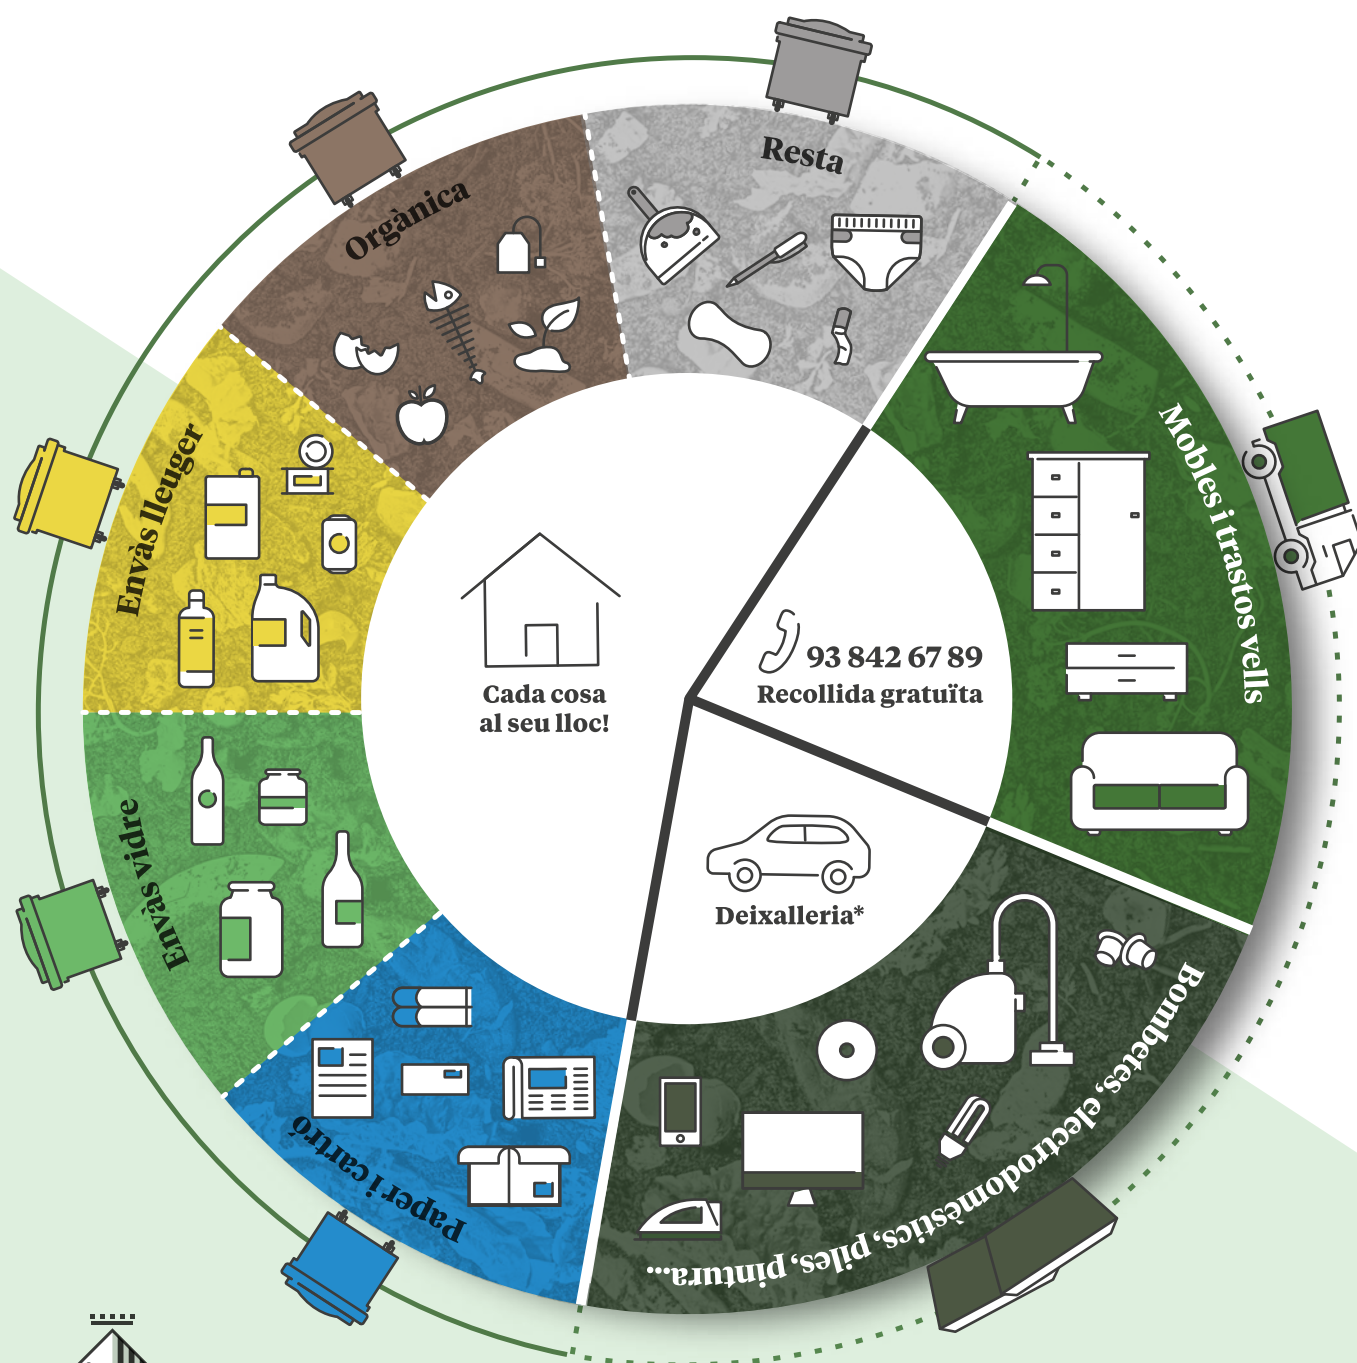 Resta
Orgànica
Envàs lleuger
Envàs vidre
Paper i cartró
Mobles i trastos vells
Bombetes, electrodomèstics, piles, pintura...
Cada cosa
al seu lloc!
93 842 67 89
Recollida gratuïta
Deixalleria*